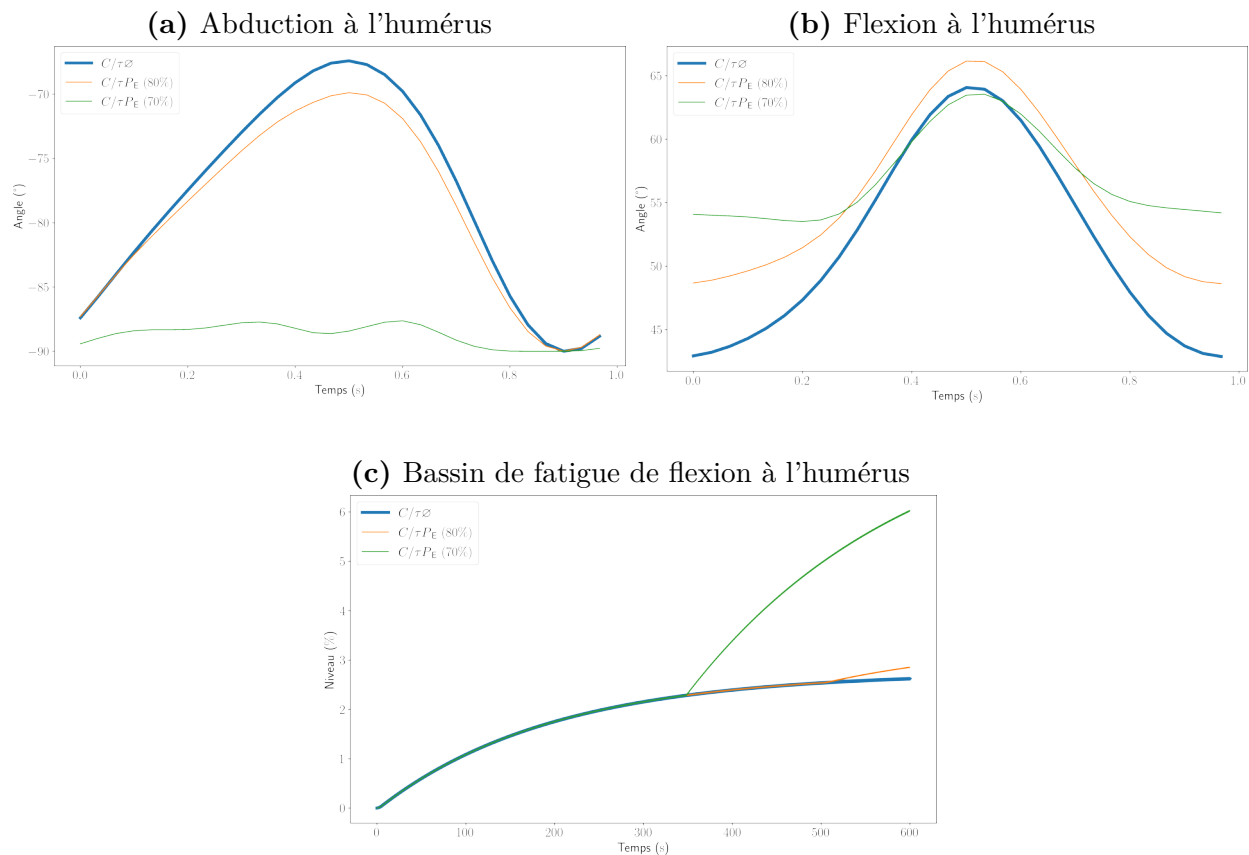 (a) Abduction à l'humérus
C/τ∅
C/τP_E (80%)
C/τP_E (70%)
Angle (°)
−70
−75
−80
−85
−90
0.0 0.2 0.4 0.6 0.8 1.0
Temps (s)
(b) Flexion à l'humérus
C/τ∅
C/τP_E (80%)
C/τP_E (70%)
Angle (°)
65
60
55
50
45
0.0 0.2 0.4 0.6 0.8 1.0
Temps (s)
(c) Bassin de fatigue de flexion à l'humérus
C/τ∅
C/τP_E (80%)
C/τP_E (70%)
Niveau (%)
6
5
4
3
2
1
0
0 100 200 300 400 500 600
Temps (s)